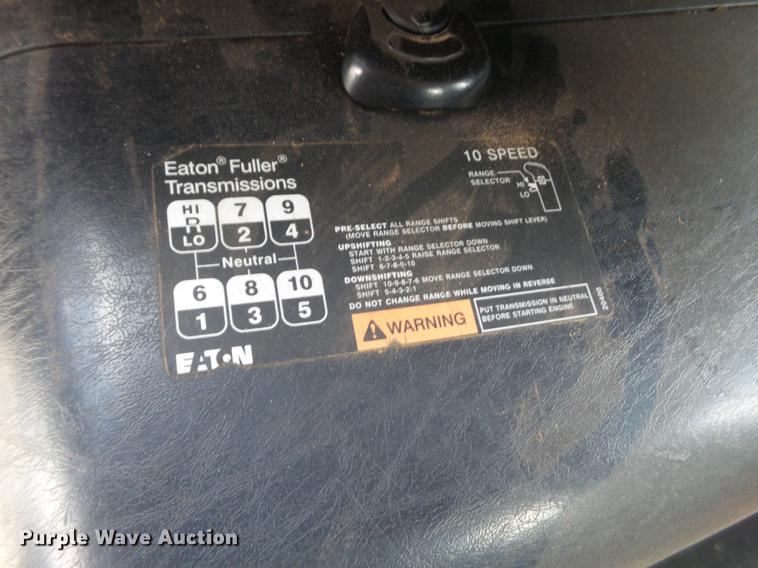 Eaton® Fuller®
Transmissions
10 SPEED
RANGE
SELECTOR
HI
LO
HI
R
LO
7
2
9
4
Neutral
6
1
8
3
10
5
PRE-SELECT ALL RANGE SHIFTS
(MOVE RANGE SELECTOR BEFORE MOVING SHIFT LEVER)
UPSHIFTING
START WITH RANGE SELECTOR DOWN
SHIFT 1-2-3-4-5 RAISE RANGE SELECTOR
SHIFT 6-7-8-9-10
DOWNSHIFTING
SHIFT 10-9-8-7-6 MOVE RANGE SELECTOR DOWN
SHIFT 5-4-3-2-1
DO NOT CHANGE RANGE WHILE MOVING IN REVERSE
WARNING
PUT TRANSMISSION IN NEUTRAL
BEFORE STARTING ENGINE
EATON
Purple Wave Auction